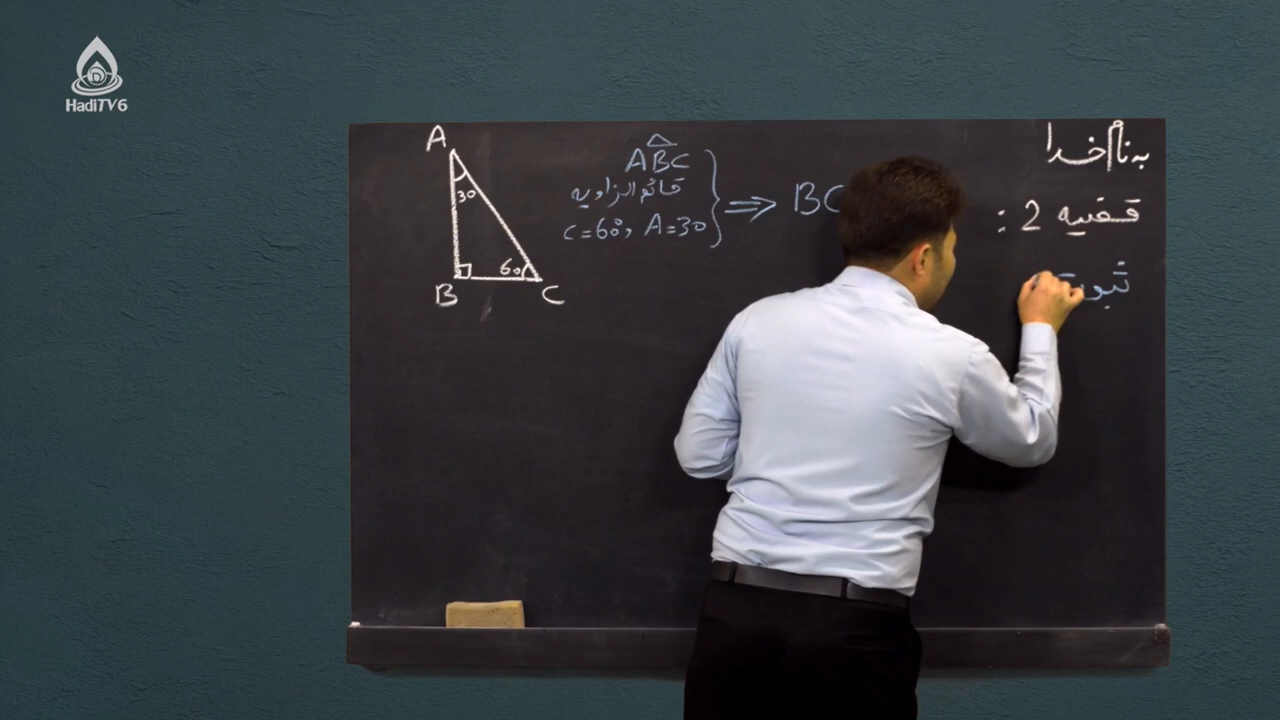 HadiTV6
به نام خدا
قضیه 2 :
A
30
60
B
C
ABC
قائم الزاویه
C=60°, A=30
} ⇒ BC